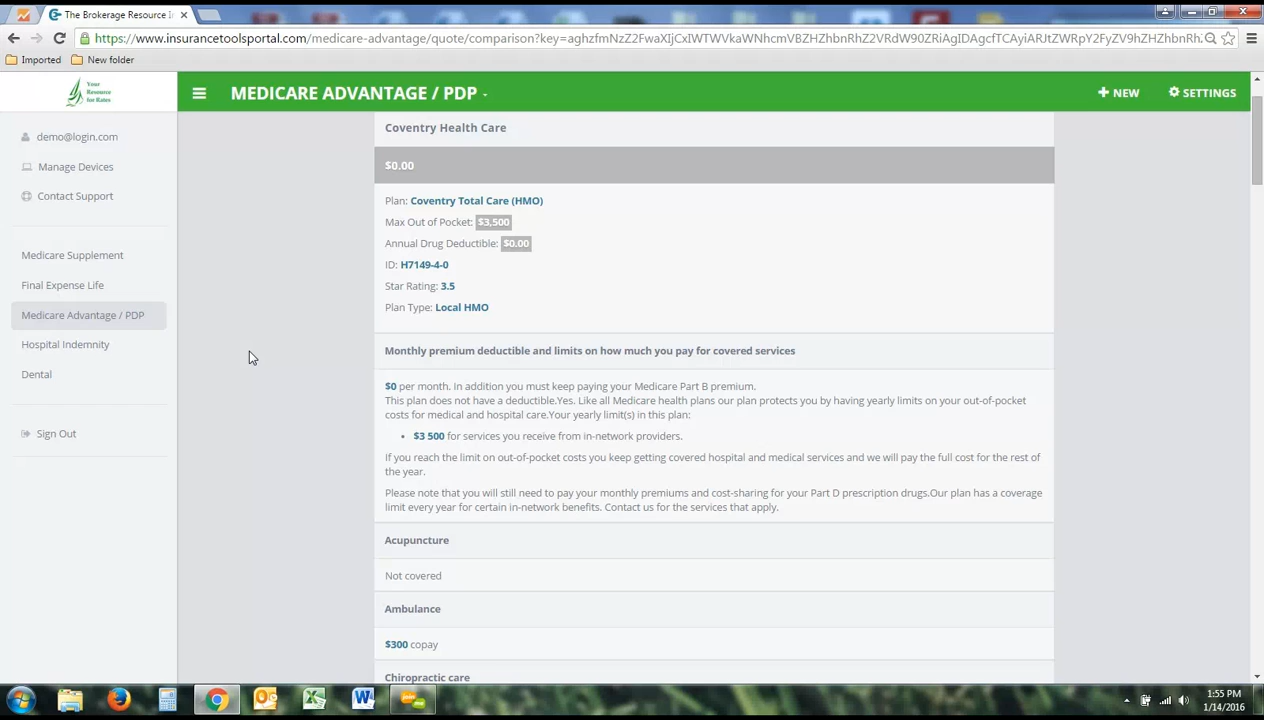 The Brokerage Resource In
https://www.insurancetoolsportal.com/medicare-advantage/quote/comparison?key=
Imported
New folder
Your
Resource
for Rates
MEDICARE ADVANTAGE / PDP
NEW
SETTINGS
demo@login.com
Manage Devices
Contact Support
Medicare Supplement
Final Expense Life
Medicare Advantage / PDP
Hospital Indemnity
Dental
Sign Out
Coventry Health Care
$0.00
Plan: Coventry Total Care (HMO)
Max Out of Pocket: $3,500
Annual Drug Deductible: $0.00
ID: H7149-4-0
Star Rating: 3.5
Plan Type: Local HMO
Monthly premium deductible and limits on how much you pay for covered services
$0 per month. In addition you must keep paying your Medicare Part B premium.
This plan does not have a deductible.Yes. Like all Medicare health plans our plan protects you by having yearly limits on your out-of-pocket
costs for medical and hospital care.Your yearly limit(s) in this plan:
• $3 500 for services you receive from in-network providers.
If you reach the limit on out-of-pocket costs you keep getting covered hospital and medical services and we will pay the full cost for the rest of
the year.
Please note that you will still need to pay your monthly premiums and cost-sharing for your Part D prescription drugs.Our plan has a coverage
limit every year for certain in-network benefits. Contact us for the services that apply.
Acupuncture
Not covered
Ambulance
$300 copay
Chiropractic care
1:55 PM
1/14/2016